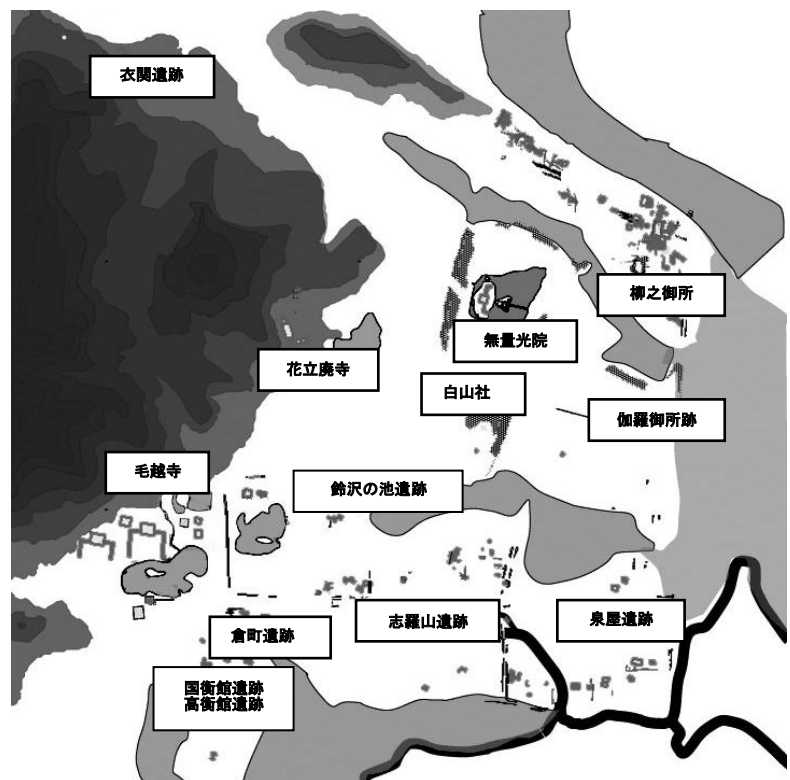 衣関遺跡
柳之御所
無量光院
花立廃寺
白山社
伽羅御所跡
毛越寺
鈴沢の池遺跡
倉町遺跡
志羅山遺跡
泉屋遺跡
国衡館遺跡
高衡館遺跡